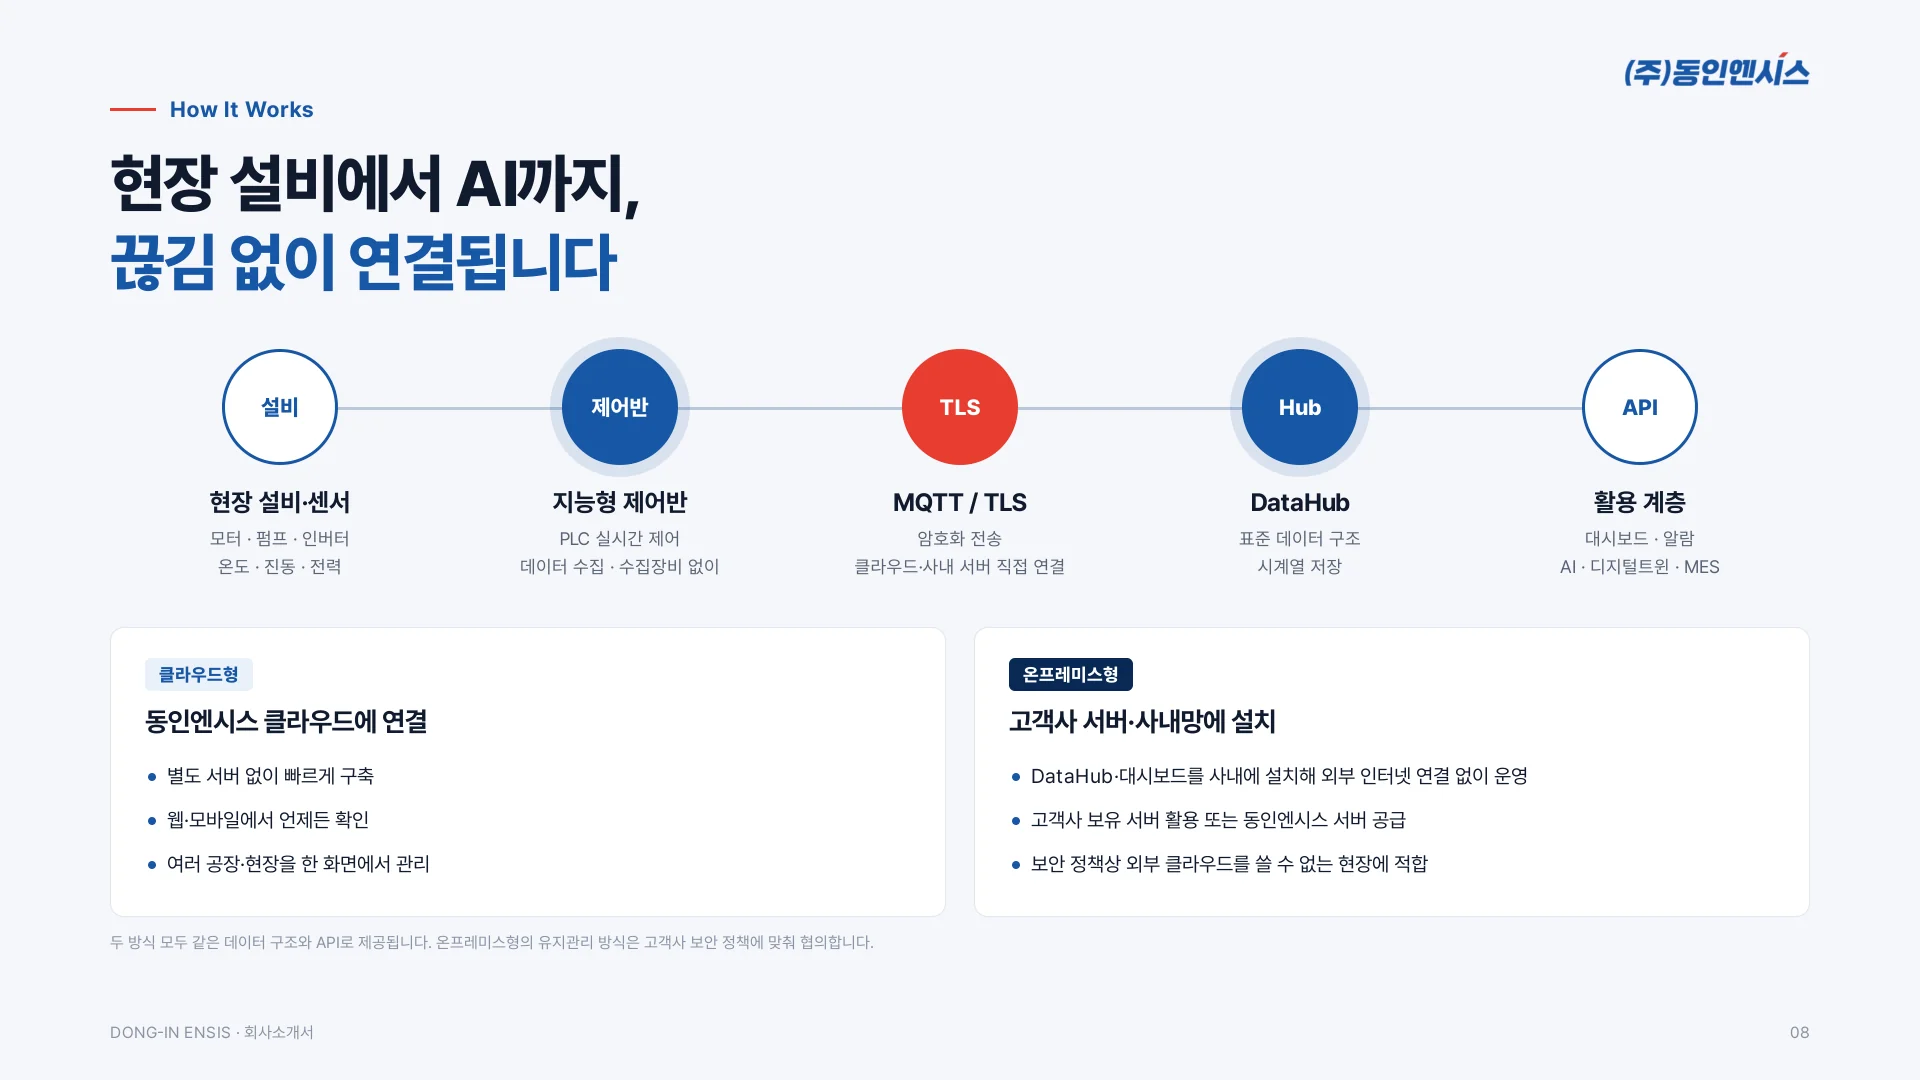 (주)동인엔시스
How It Works
현장 설비에서 AI까지,
끊김 없이 연결됩니다
설비
제어반
TLS
Hub
API
현장 설비·센서
모터 · 펌프 · 인버터
온도 · 진동 · 전력
지능형 제어반
PLC 실시간 제어
데이터 수집 · 수집장비 없이
MQTT / TLS
암호화 전송
클라우드·사내 서버 직접 연결
DataHub
표준 데이터 구조
시계열 저장
활용 계층
대시보드 · 알람
AI · 디지털트윈 · MES
클라우드형
동인엔시스 클라우드에 연결
별도 서버 없이 빠르게 구축
웹·모바일에서 언제든 확인
여러 공장·현장을 한 화면에서 관리
온프레미스형
고객사 서버·사내망에 설치
DataHub·대시보드를 사내에 설치해 외부 인터넷 연결 없이 운영
고객사 보유 서버 활용 또는 동인엔시스 서버 공급
보안 정책상 외부 클라우드를 쓸 수 없는 현장에 적합
두 방식 모두 같은 데이터 구조와 API로 제공됩니다. 온프레미스형의 유지관리 방식은 고객사 보안 정책에 맞춰 협의합니다.
DONG-IN ENSIS · 회사소개서
08